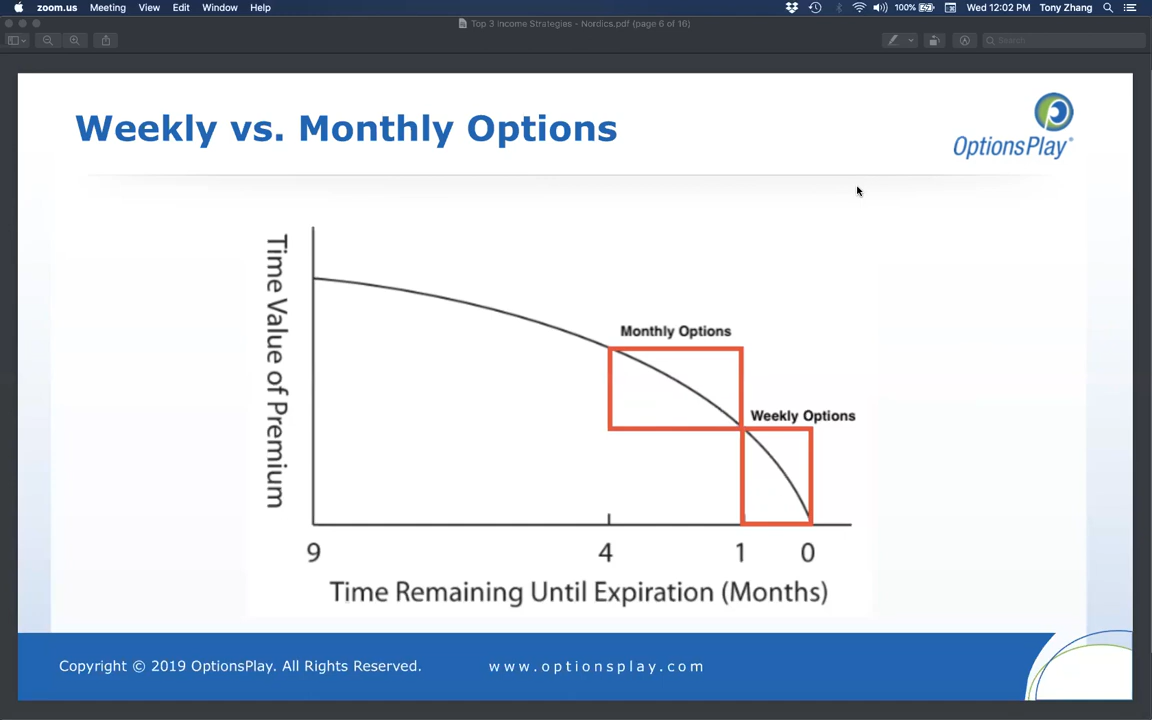 zoom.us Meeting View Edit Window Help 100% Wed 12:02 PM Tony Zhang
Top 3 income Strategies - Nordics.pdf (page 6 of 16)
Search
Weekly vs. Monthly Options
OptionsPlay
Time Value of Premium
Monthly Options
Weekly Options
9 4 1 0
Time Remaining Until Expiration (Months)
Copyright © 2019 OptionsPlay. All Rights Reserved. www.optionsplay.com